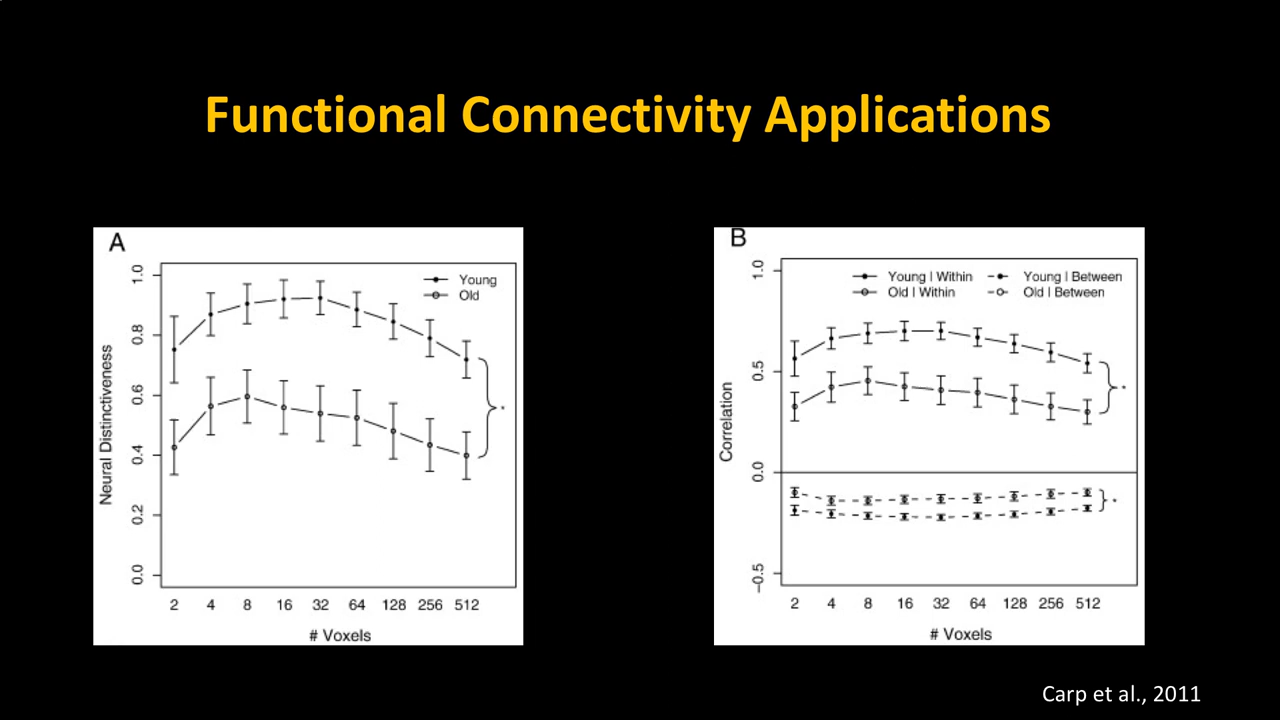 Functional Connectivity Applications
A
Young
Old
1.0
0.8
0.6
0.4
0.2
0.0
Neural Distinctiveness
*
2 4 8 16 32 64 128 256 512
# Voxels
B
Young | Within
Young | Between
Old | Within
Old | Between
1.0
0.5
0.0
−0.5
Correlation
*
*
2 4 8 16 32 64 128 256 512
# Voxels
Carp et al., 2011